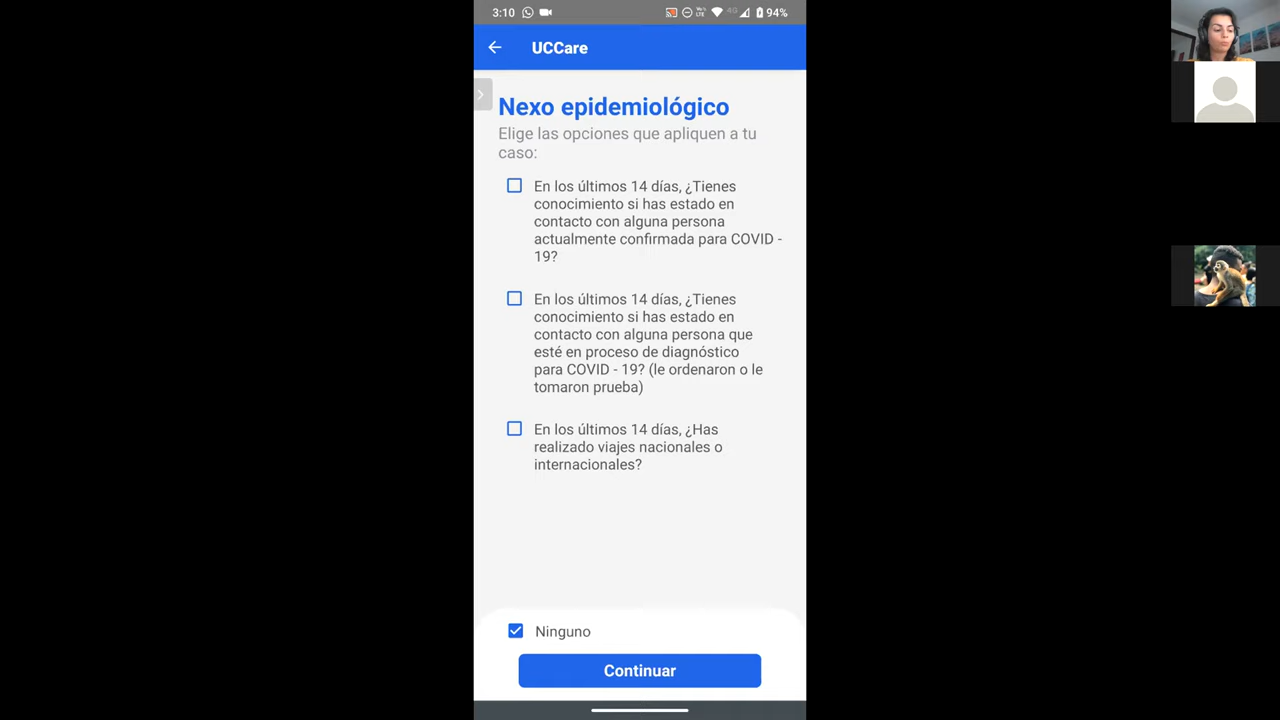 3:10
Vo
LTE
4G
94%
UCCare
Nexo epidemiológico
Elige las opciones que apliquen a tu
caso:
En los últimos 14 días, ¿Tienes
conocimiento si has estado en
contacto con alguna persona
actualmente confirmada para COVID -
19?
En los últimos 14 días, ¿Tienes
conocimiento si has estado en
contacto con alguna persona que
esté en proceso de diagnóstico
para COVID - 19? (le ordenaron o le
tomaron prueba)
En los últimos 14 días, ¿Has
realizado viajes nacionales o
internacionales?
Ninguno
Continuar